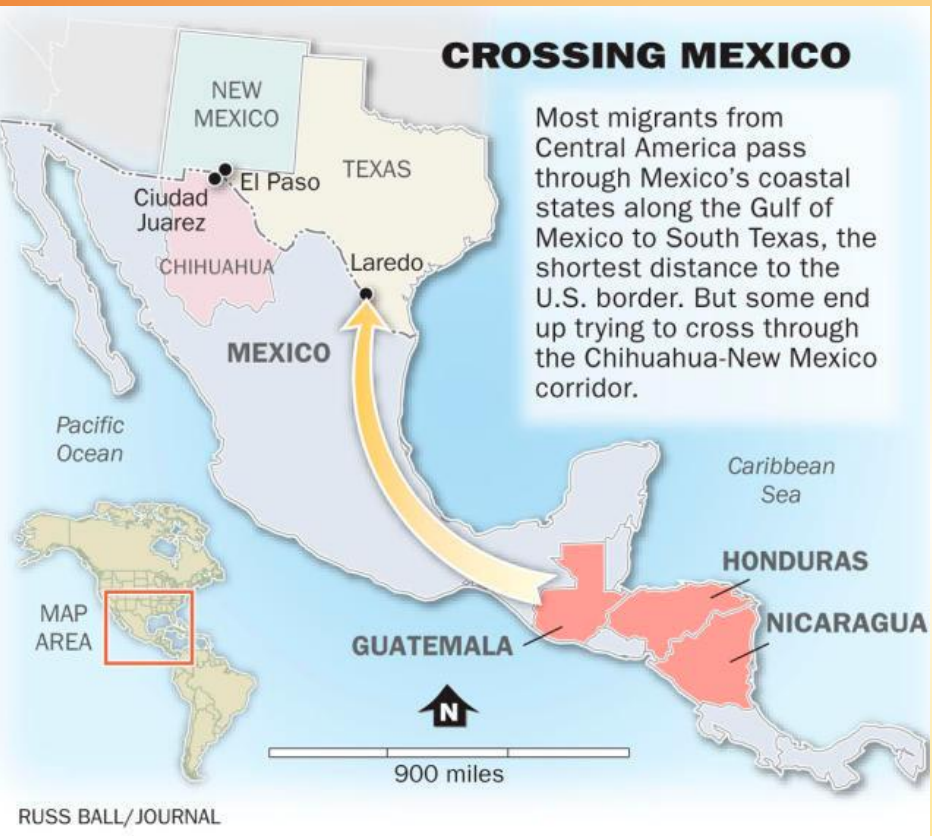 CROSSING MEXICO
Most migrants from
Central America pass
through Mexico's coastal
states along the Gulf of
Mexico to South Texas, the
shortest distance to the
U.S. border. But some end
up trying to cross through
the Chihuahua-New Mexico
corridor.
NEW
MEXICO
TEXAS
El Paso
Ciudad
Juarez
CHIHUAHUA
Laredo
MEXICO
Pacific
Ocean
Caribbean
Sea
HONDURAS
NICARAGUA
GUATEMALA
MAP
AREA
N
900 miles
RUSS BALL/JOURNAL